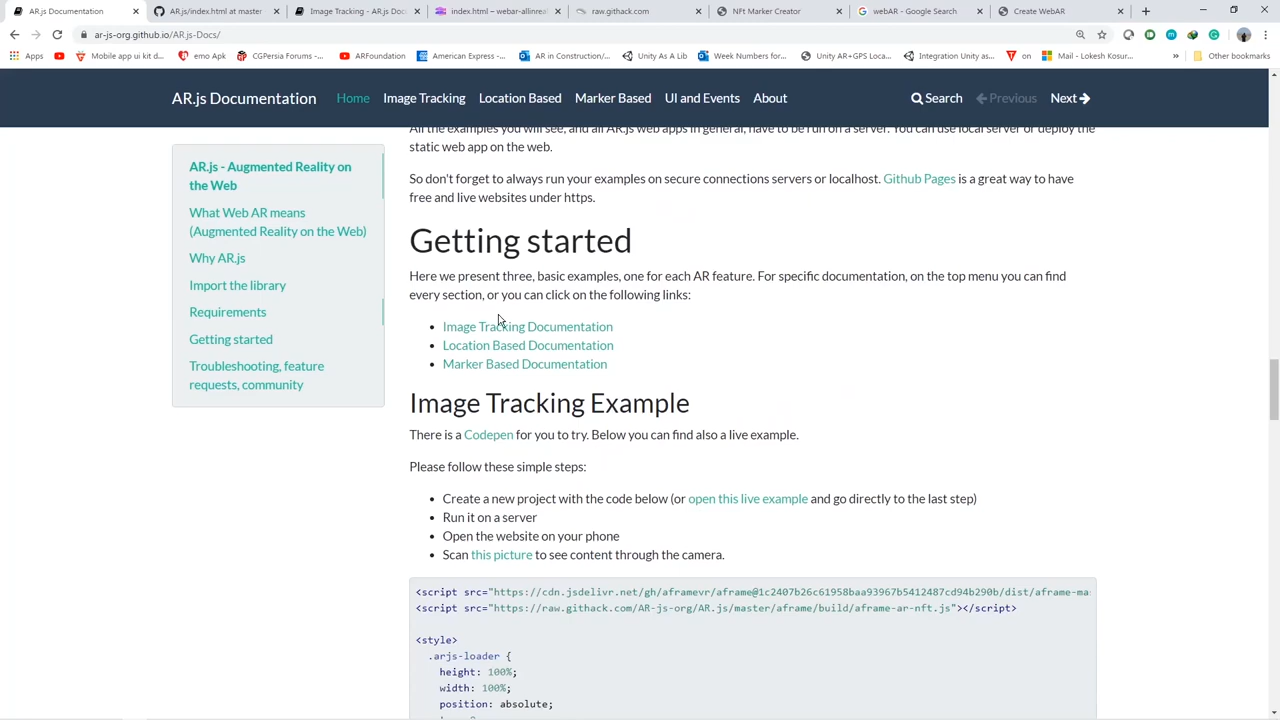 AR.js Documentation
AR.js/index.html at master
Image Tracking - AR.js Doc
index.html – webar-allinreal
raw.githack.com
NFt Marker Creator
webAR - Google Search
Create WebAR
ar-js-org.github.io/AR.js-Docs/
Apps
Mobile app ui kit d...
emo Apk
CGPersia Forums -...
ARFoundation
American Express -...
AR in Construction/...
Unity As A Lib
Week Numbers for...
Unity AR+GPS Loca...
Integration Unity as...
on
Mail - Lokesh Kosur...
»
Other bookmarks
AR.js Documentation
Home
Image Tracking
Location Based
Marker Based
UI and Events
About
Search
Previous
Next
AR.js - Augmented Reality on
the Web
What Web AR means
(Augmented Reality on the Web)
Why AR.js
Import the library
Requirements
Getting started
Troubleshooting, feature
requests, community
All the examples you will see, and all AR.js web apps in general, have to be run on a server. You can use local server or deploy the
static web app on the web.
So don't forget to always run your examples on secure connections servers or localhost. Github Pages is a great way to have
free and live websites under https.
Getting started
Here we present three, basic examples, one for each AR feature. For specific documentation, on the top menu you can find
every section, or you can click on the following links:
• Image Tracking Documentation
• Location Based Documentation
• Marker Based Documentation
Image Tracking Example
There is a Codepen for you to try. Below you can find also a live example.
Please follow these simple steps:
• Create a new project with the code below (or open this live example and go directly to the last step)
• Run it on a server
• Open the website on your phone
• Scan this picture to see content through the camera.
<script src="https://cdn.jsdelivr.net/gh/aframevr/aframe@1c2407b26c61958baa93967b5412487cd94b290b/dist/aframe-ma
<script src="https://raw.githack.com/AR-js-org/AR.js/master/aframe/build/aframe-ar-nft.js"></script>
<style>
.arjs-loader {
height: 100%;
width: 100%;
position: absolute;